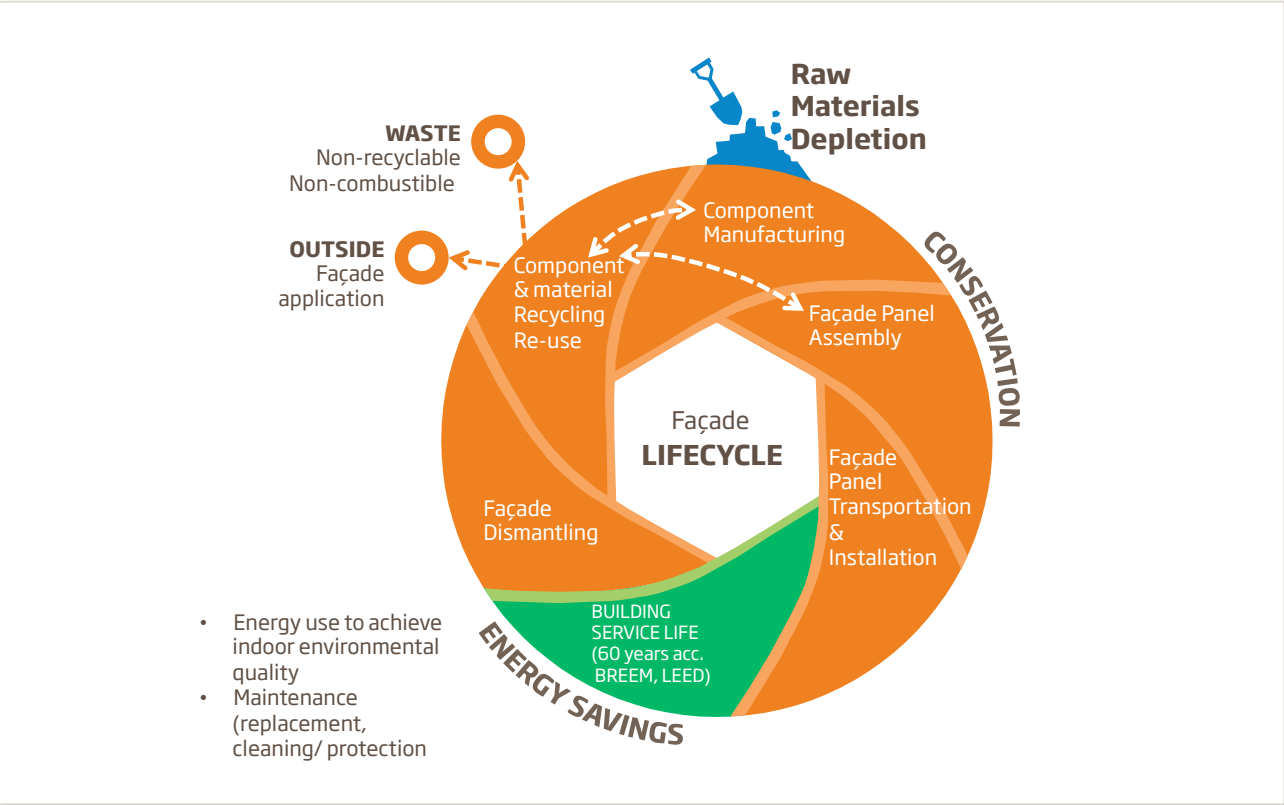 Raw
Materials
Depletion
WASTE
Non-recyclable
Non-combustible
OUTSIDE
Façade
application
Component
Manufacturing
Component
& material
Recycling
Re-use
Façade Panel
Assembly
CONSERVATION
Façade
LIFECYCLE
Façade
Panel
Transportation
&
Installation
Façade
Dismantling
BUILDING
SERVICE LIFE
(60 years acc.
BREEM, LEED)
ENERGY SAVINGS
• Energy use to achieve
indoor environmental
quality
• Maintenance
(replacement,
cleaning/ protection